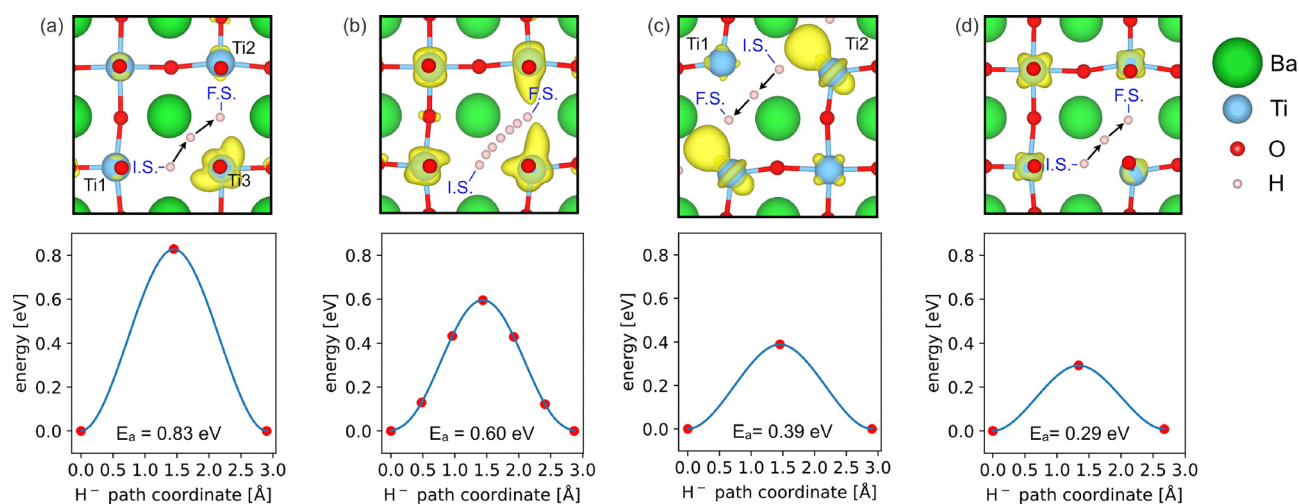 (a)
Ti2
F.S.
I.S.
Ti1
Ti3
(b)
F.S.
I.S.
(c)
Ti1
I.S.
Ti2
F.S.
(d)
F.S.
I.S.
Ba
Ti
O
H
energy [eV]
0.8
0.6
0.4
0.2
0.0
Eₐ = 0.83 eV
0.0 0.5 1.0 1.5 2.0 2.5 3.0
H⁻ path coordinate [Å]
energy [eV]
0.8
0.6
0.4
0.2
0.0
Eₐ = 0.60 eV
0.0 0.5 1.0 1.5 2.0 2.5 3.0
H⁻ path coordinate [Å]
energy [eV]
0.8
0.6
0.4
0.2
0.0
Eₐ= 0.39 eV
0.0 0.5 1.0 1.5 2.0 2.5 3.0
H⁻ path coordinate [Å]
energy [eV]
0.8
0.6
0.4
0.2
0.0
Eₐ= 0.29 eV
0.0 0.5 1.0 1.5 2.0 2.5 3.0
H⁻ path coordinate [Å]